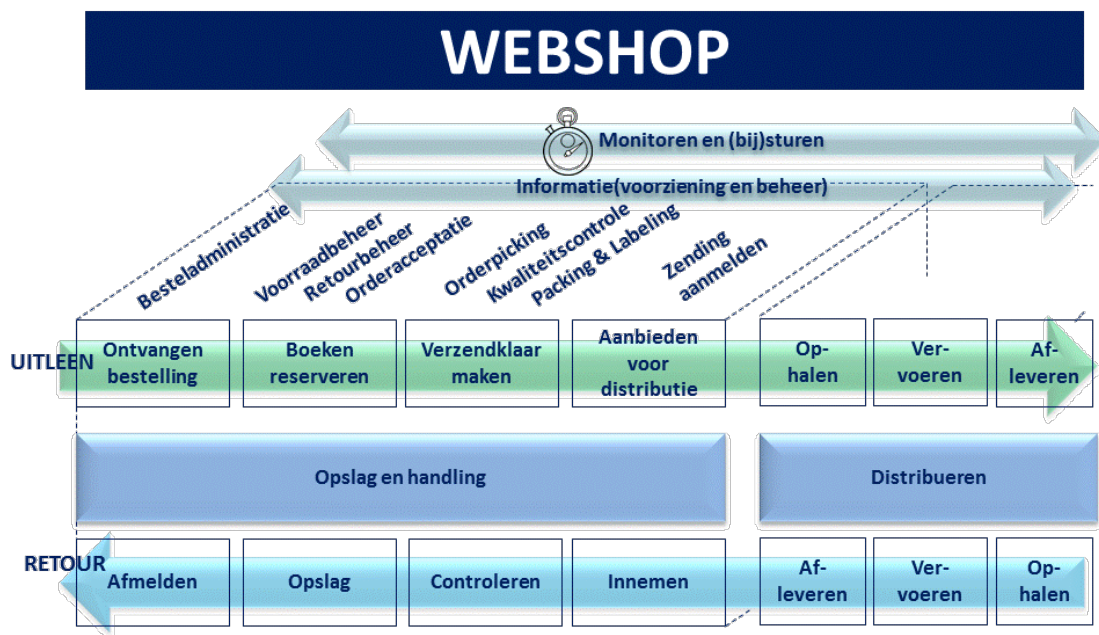 WEBSHOP
Monitoren en (bij)sturen
Informatie(voorziening en beheer)
Besteladministratie
Voorraadbeheer
Retourbeheer
Orderacceptatie
Orderpicking
Kwaliteitscontrole
Packing & Labeling
Zending
aanmelden
UITLEEN
Ontvangen
bestelling
Boeken
reserveren
Verzendklaar
maken
Aanbieden
voor
distributie
Op-
halen
Ver-
voeren
Af-
leveren
Opslag en handling
Distribueren
RETOUR
Afmelden
Opslag
Controleren
Innemen
Af-
leveren
Ver-
voeren
Op-
halen